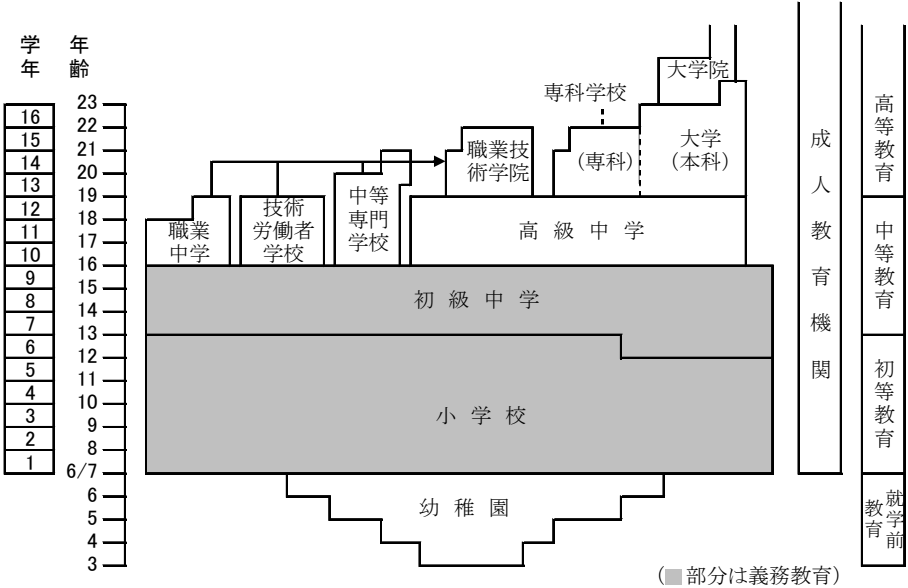 学年
年齢
16
15
14
13
12
11
10
9
8
7
6
5
4
3
2
1
23
22
21
20
19
18
17
16
15
14
13
12
11
10
9
8
6/7
6
5
4
3
大学院
専科学校
職業技
術学院
(専科)
大学
(本科)
職業
中学
技術
労働者
学校
中等
専門
学校
高級中学
初級中学
小学校
幼稚園
成人教育機関
高等教育
中等教育
初等教育
就学前
教育
(■部分は義務教育)